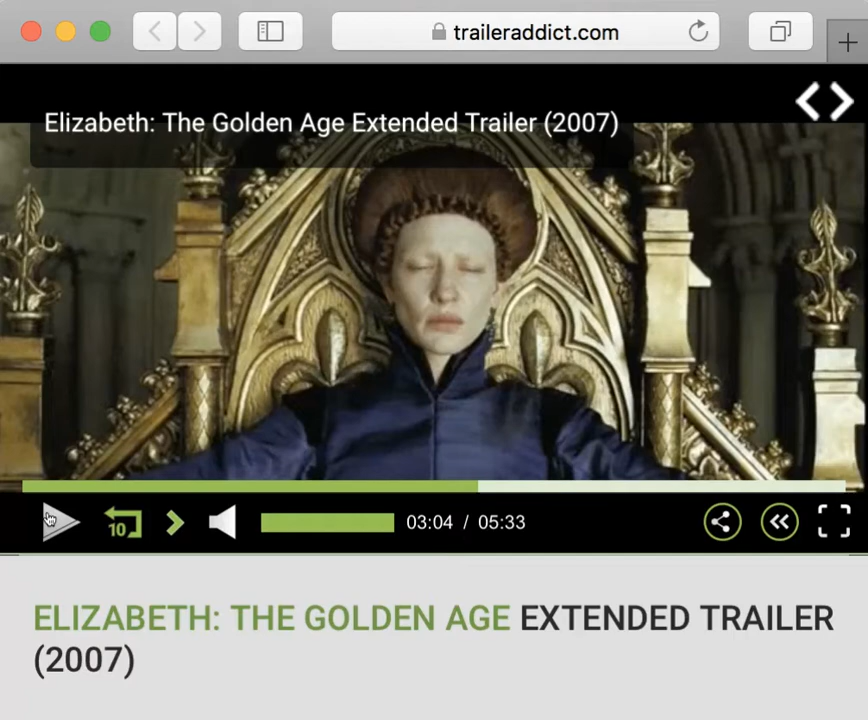 traileraddict.com
Elizabeth: The Golden Age Extended Trailer (2007)
10
03:04 / 05:33
ELIZABETH: THE GOLDEN AGE EXTENDED TRAILER
(2007)